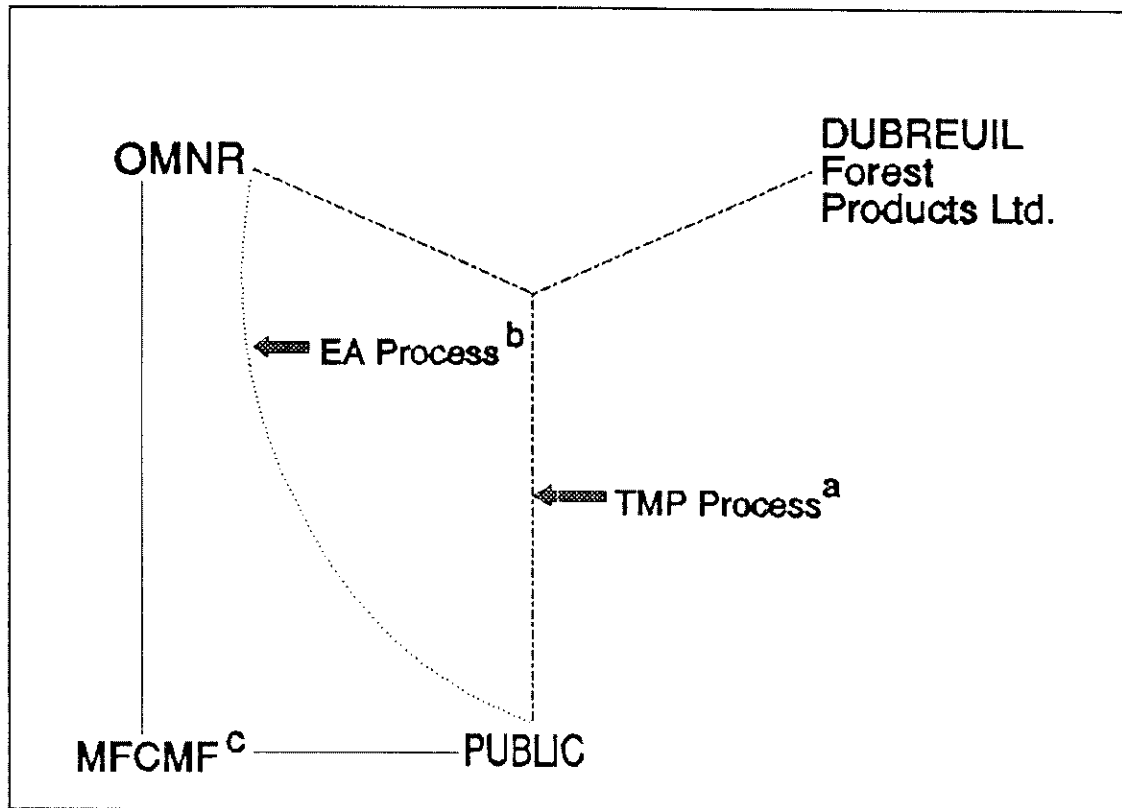 OMNR
DUBREUIL
Forest
Products Ltd.
EA Process b
TMP Process a
MFCMF c
PUBLIC